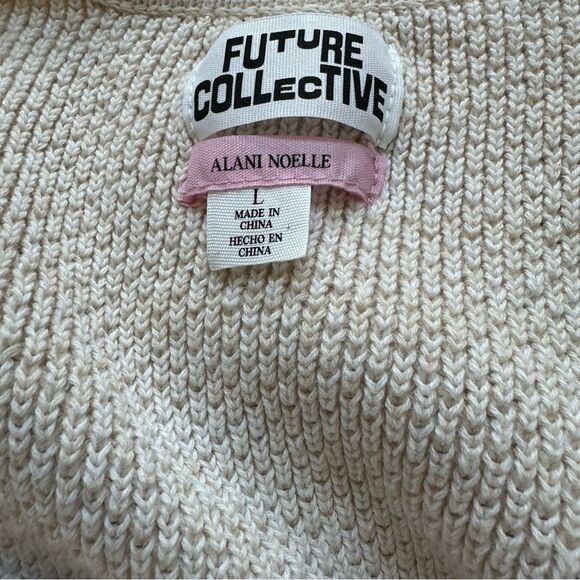 FUTURE
COLLECTIVE
ALANI NOELLE
L
MADE IN
CHINA
HECHO EN
CHINA